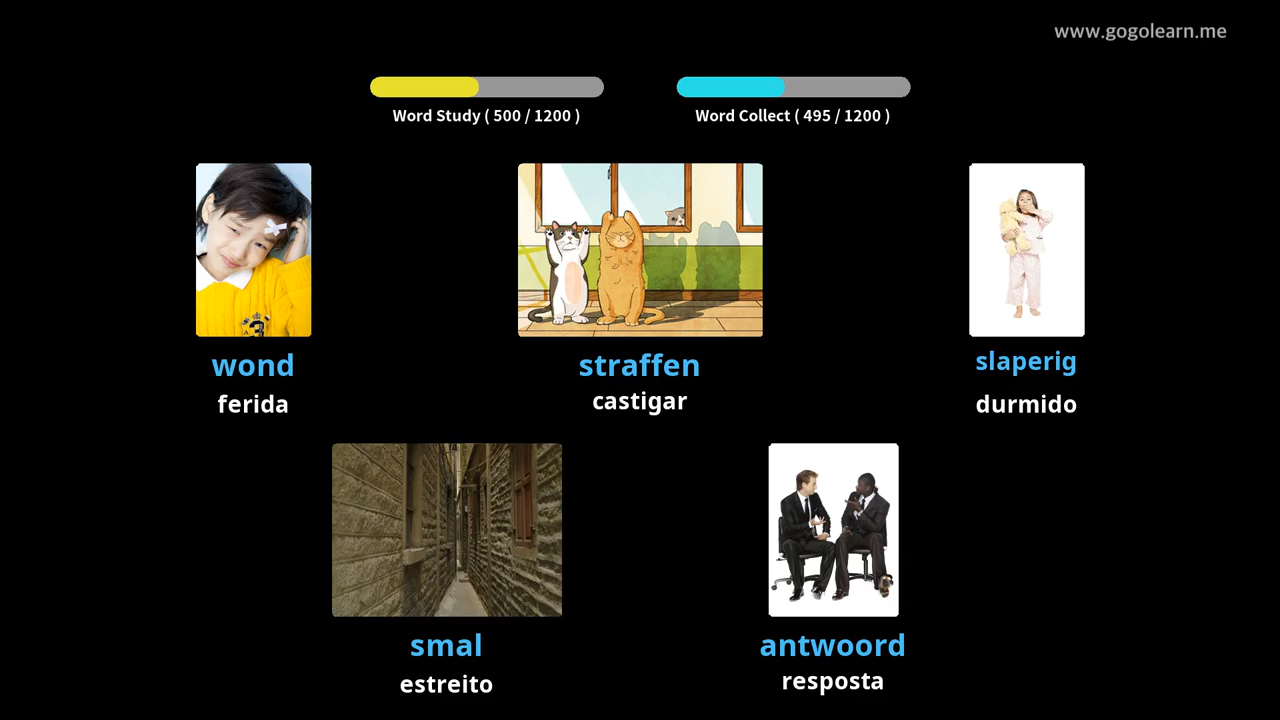 www.gogolearn.me
Word Study ( 500 / 1200 )
Word Collect ( 495 / 1200 )
3
wond
ferida
straffen
castigar
slaperig
durmido
smal
estreito
antwoord
resposta